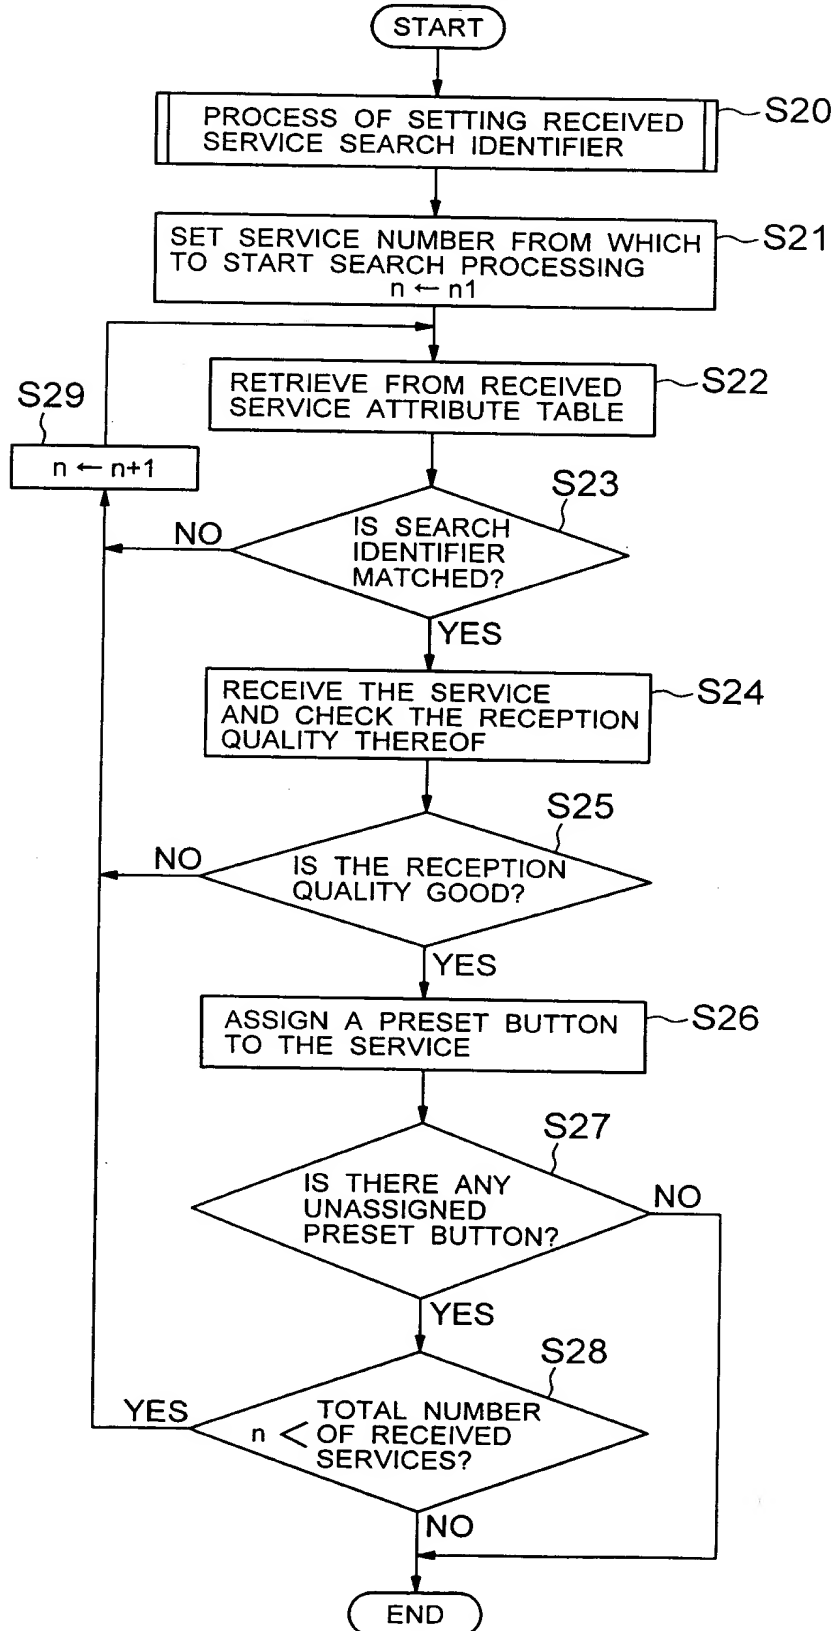 START
PROCESS OF SETTING RECEIVED
SERVICE SEARCH IDENTIFIER
S20
SET SERVICE NUMBER FROM WHICH
TO START SEARCH PROCESSING
n ← n1
S21
RETRIEVE FROM RECEIVED
SERVICE ATTRIBUTE TABLE
S22
S29
n ← n+1
S23
IS SEARCH
IDENTIFIER
MATCHED?
NO
YES
RECEIVE THE SERVICE
AND CHECK THE RECEPTION
QUALITY THEREOF
S24
S25
IS THE RECEPTION
QUALITY GOOD?
NO
YES
ASSIGN A PRESET BUTTON
TO THE SERVICE
S26
S27
IS THERE ANY
UNASSIGNED
PRESET BUTTON?
NO
YES
S28
TOTAL NUMBER
n < OF RECEIVED
SERVICES?
YES
NO
END